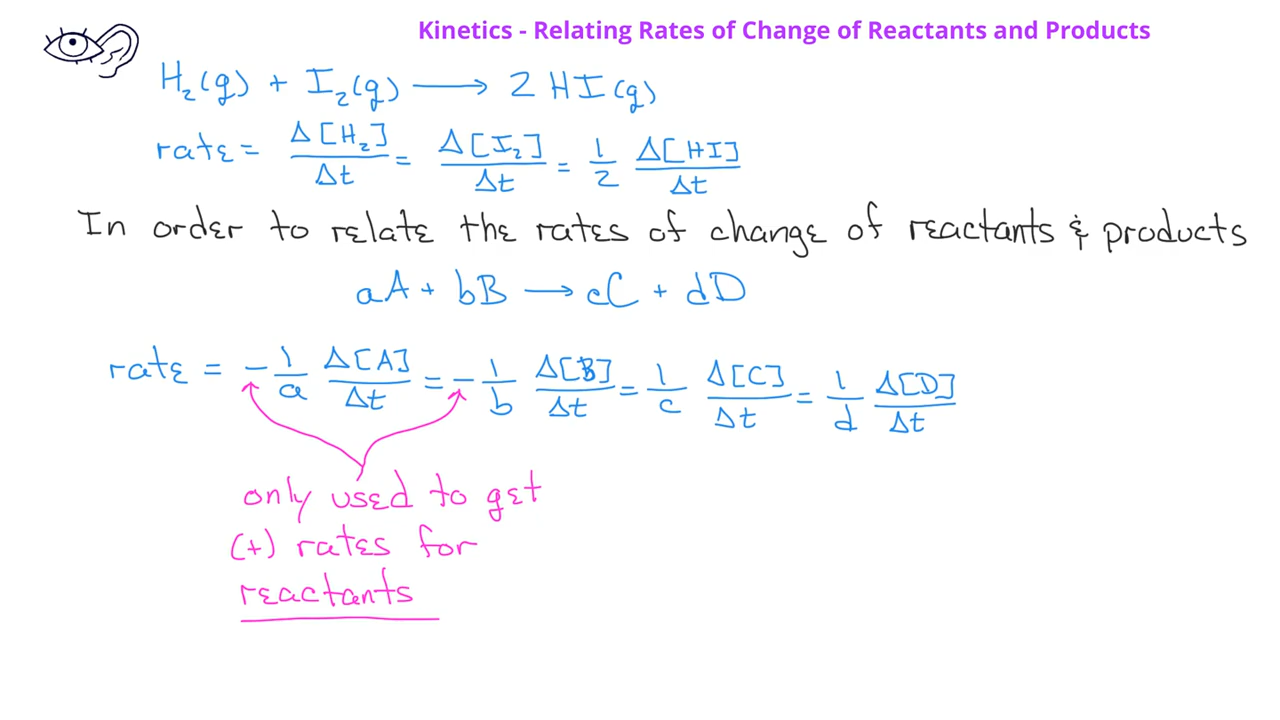 Kinetics - Relating Rates of Change of Reactants and Products
H₂(g) + I₂(g) ⟶ 2 HI(g)
rate = Δ[H₂]/Δt = Δ[I₂]/Δt = 1/2 Δ[HI]/Δt
In order to relate the rates of change of reactants & products
aA + bB ⟶ cC + dD
rate = -1/a Δ[A]/Δt = -1/b Δ[B]/Δt = 1/c Δ[C]/Δt = 1/d Δ[D]/Δt
only used to get
(+) rates for
reactants